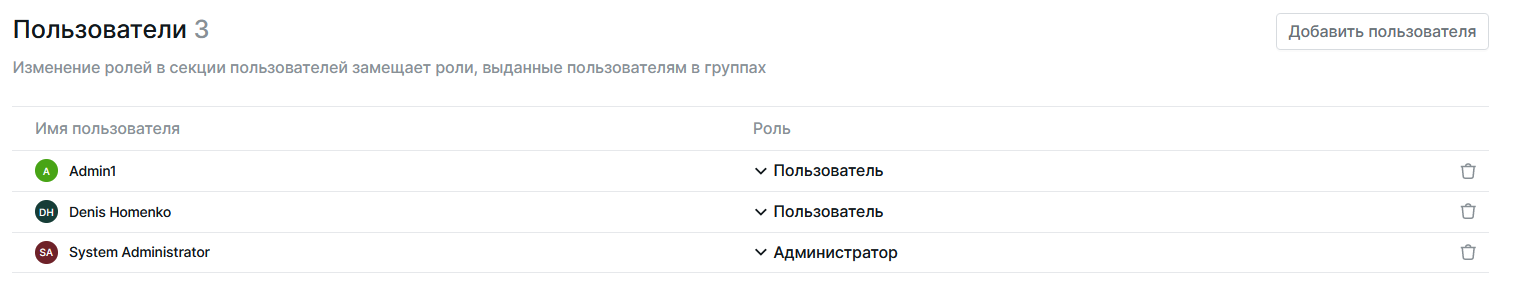 Пользователи 3
Добавить пользователя
Изменение ролей в секции пользователей замещает роли, выданные пользователям в группах
Имя пользователя Роль
A Admin1 Пользователь
DH Denis Homenko Пользователь
SA System Administrator Администратор